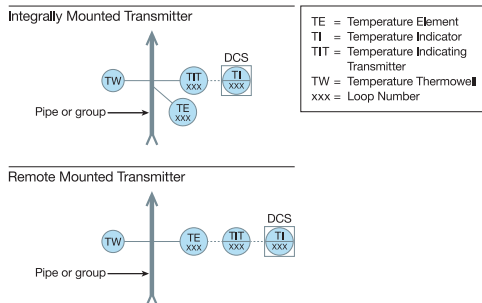 Integrally Mounted Transmitter
DCS
TW
TIT
xxx
TI
xxx
TE
xxx
Pipe or group
TE = Temperature Element
TI = Temperature Indicator
TIT = Temperature Indicating
Transmitter
TW = Temperature Thermowell
xxx = Loop Number
Remote Mounted Transmitter
DCS
TW
TE
xxx
TIT
xxx
TI
xxx
Pipe or group